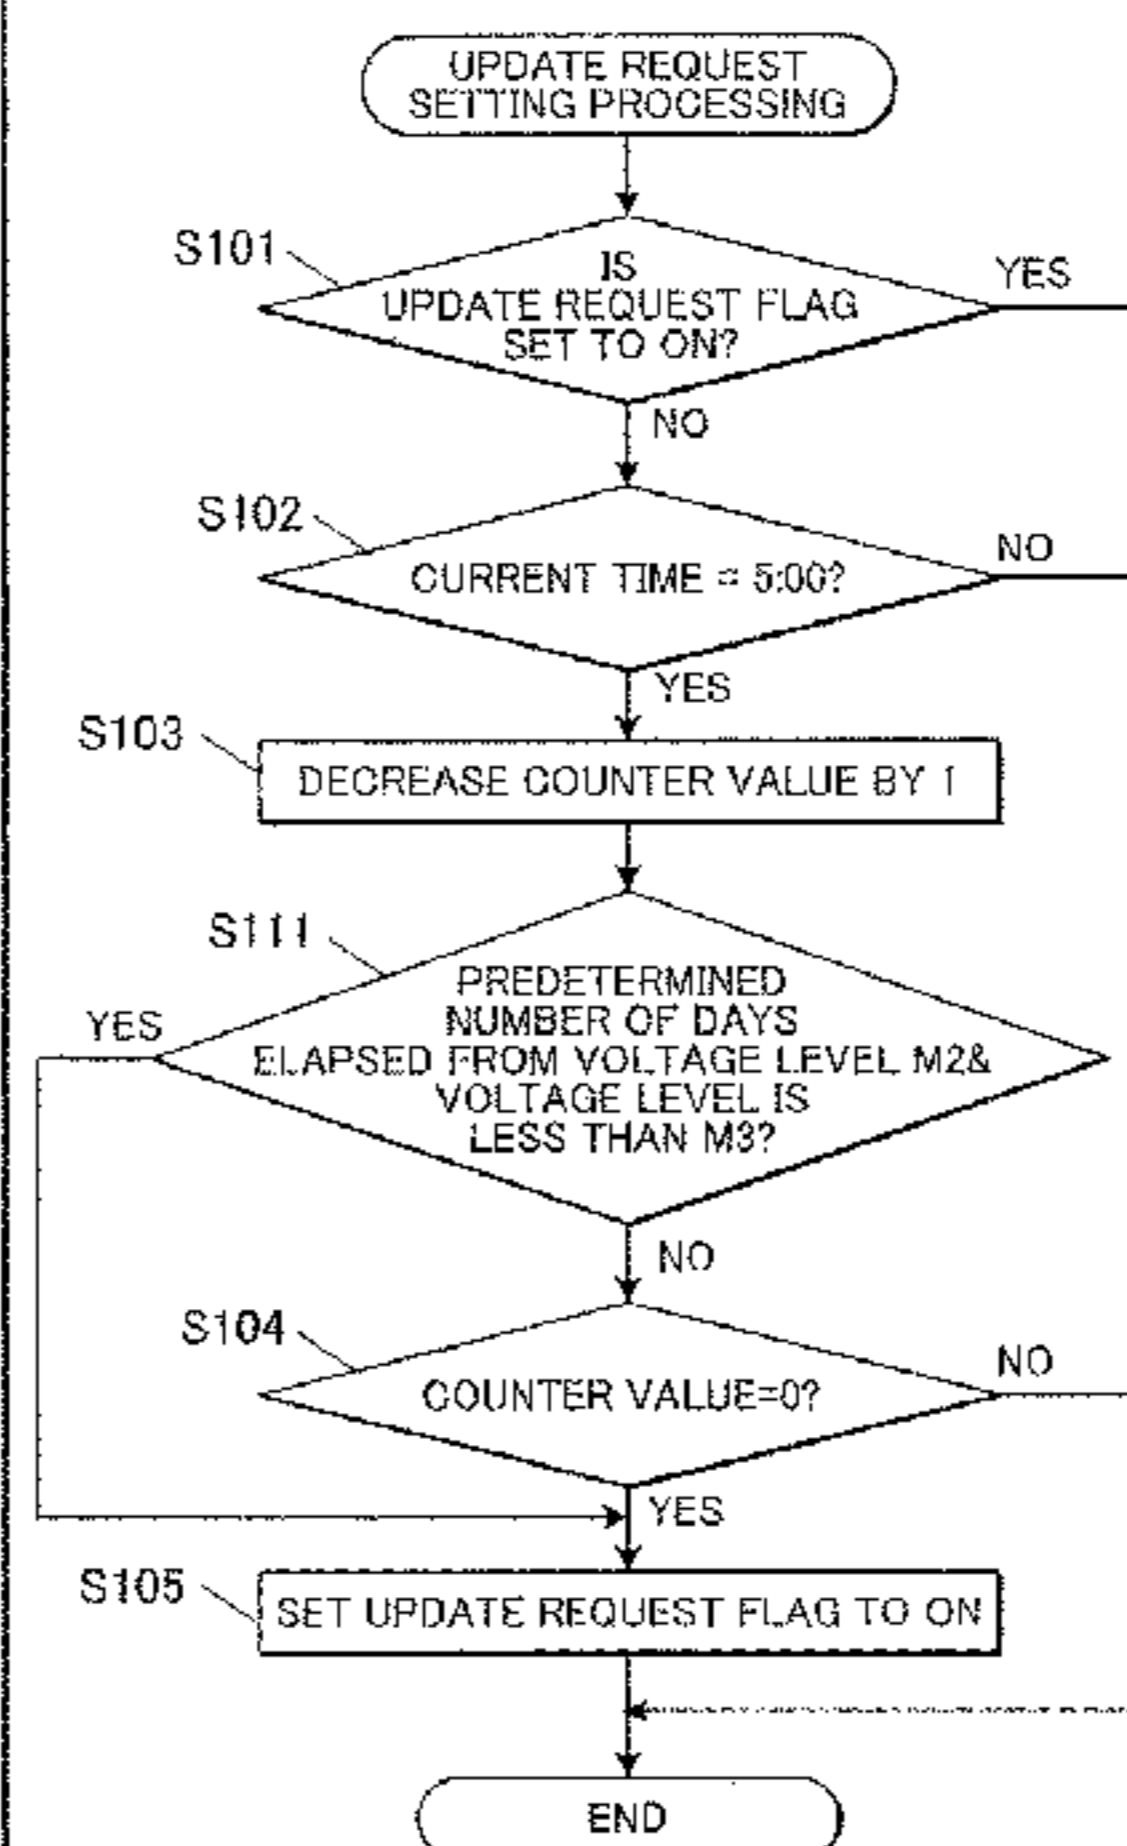 UPDATE REQUEST
SETTING PROCESSING
S101
IS
UPDATE REQUEST FLAG
SET TO ON?
YES
NO
S102
CURRENT TIME = 5:00?
NO
YES
S103
DECREASE COUNTER VALUE BY 1
S111
PREDETERMINED
NUMBER OF DAYS
ELAPSED FROM VOLTAGE LEVEL M2&
VOLTAGE LEVEL IS
LESS THAN M3?
YES
NO
S104
COUNTER VALUE=0?
NO
YES
S105
SET UPDATE REQUEST FLAG TO ON
END